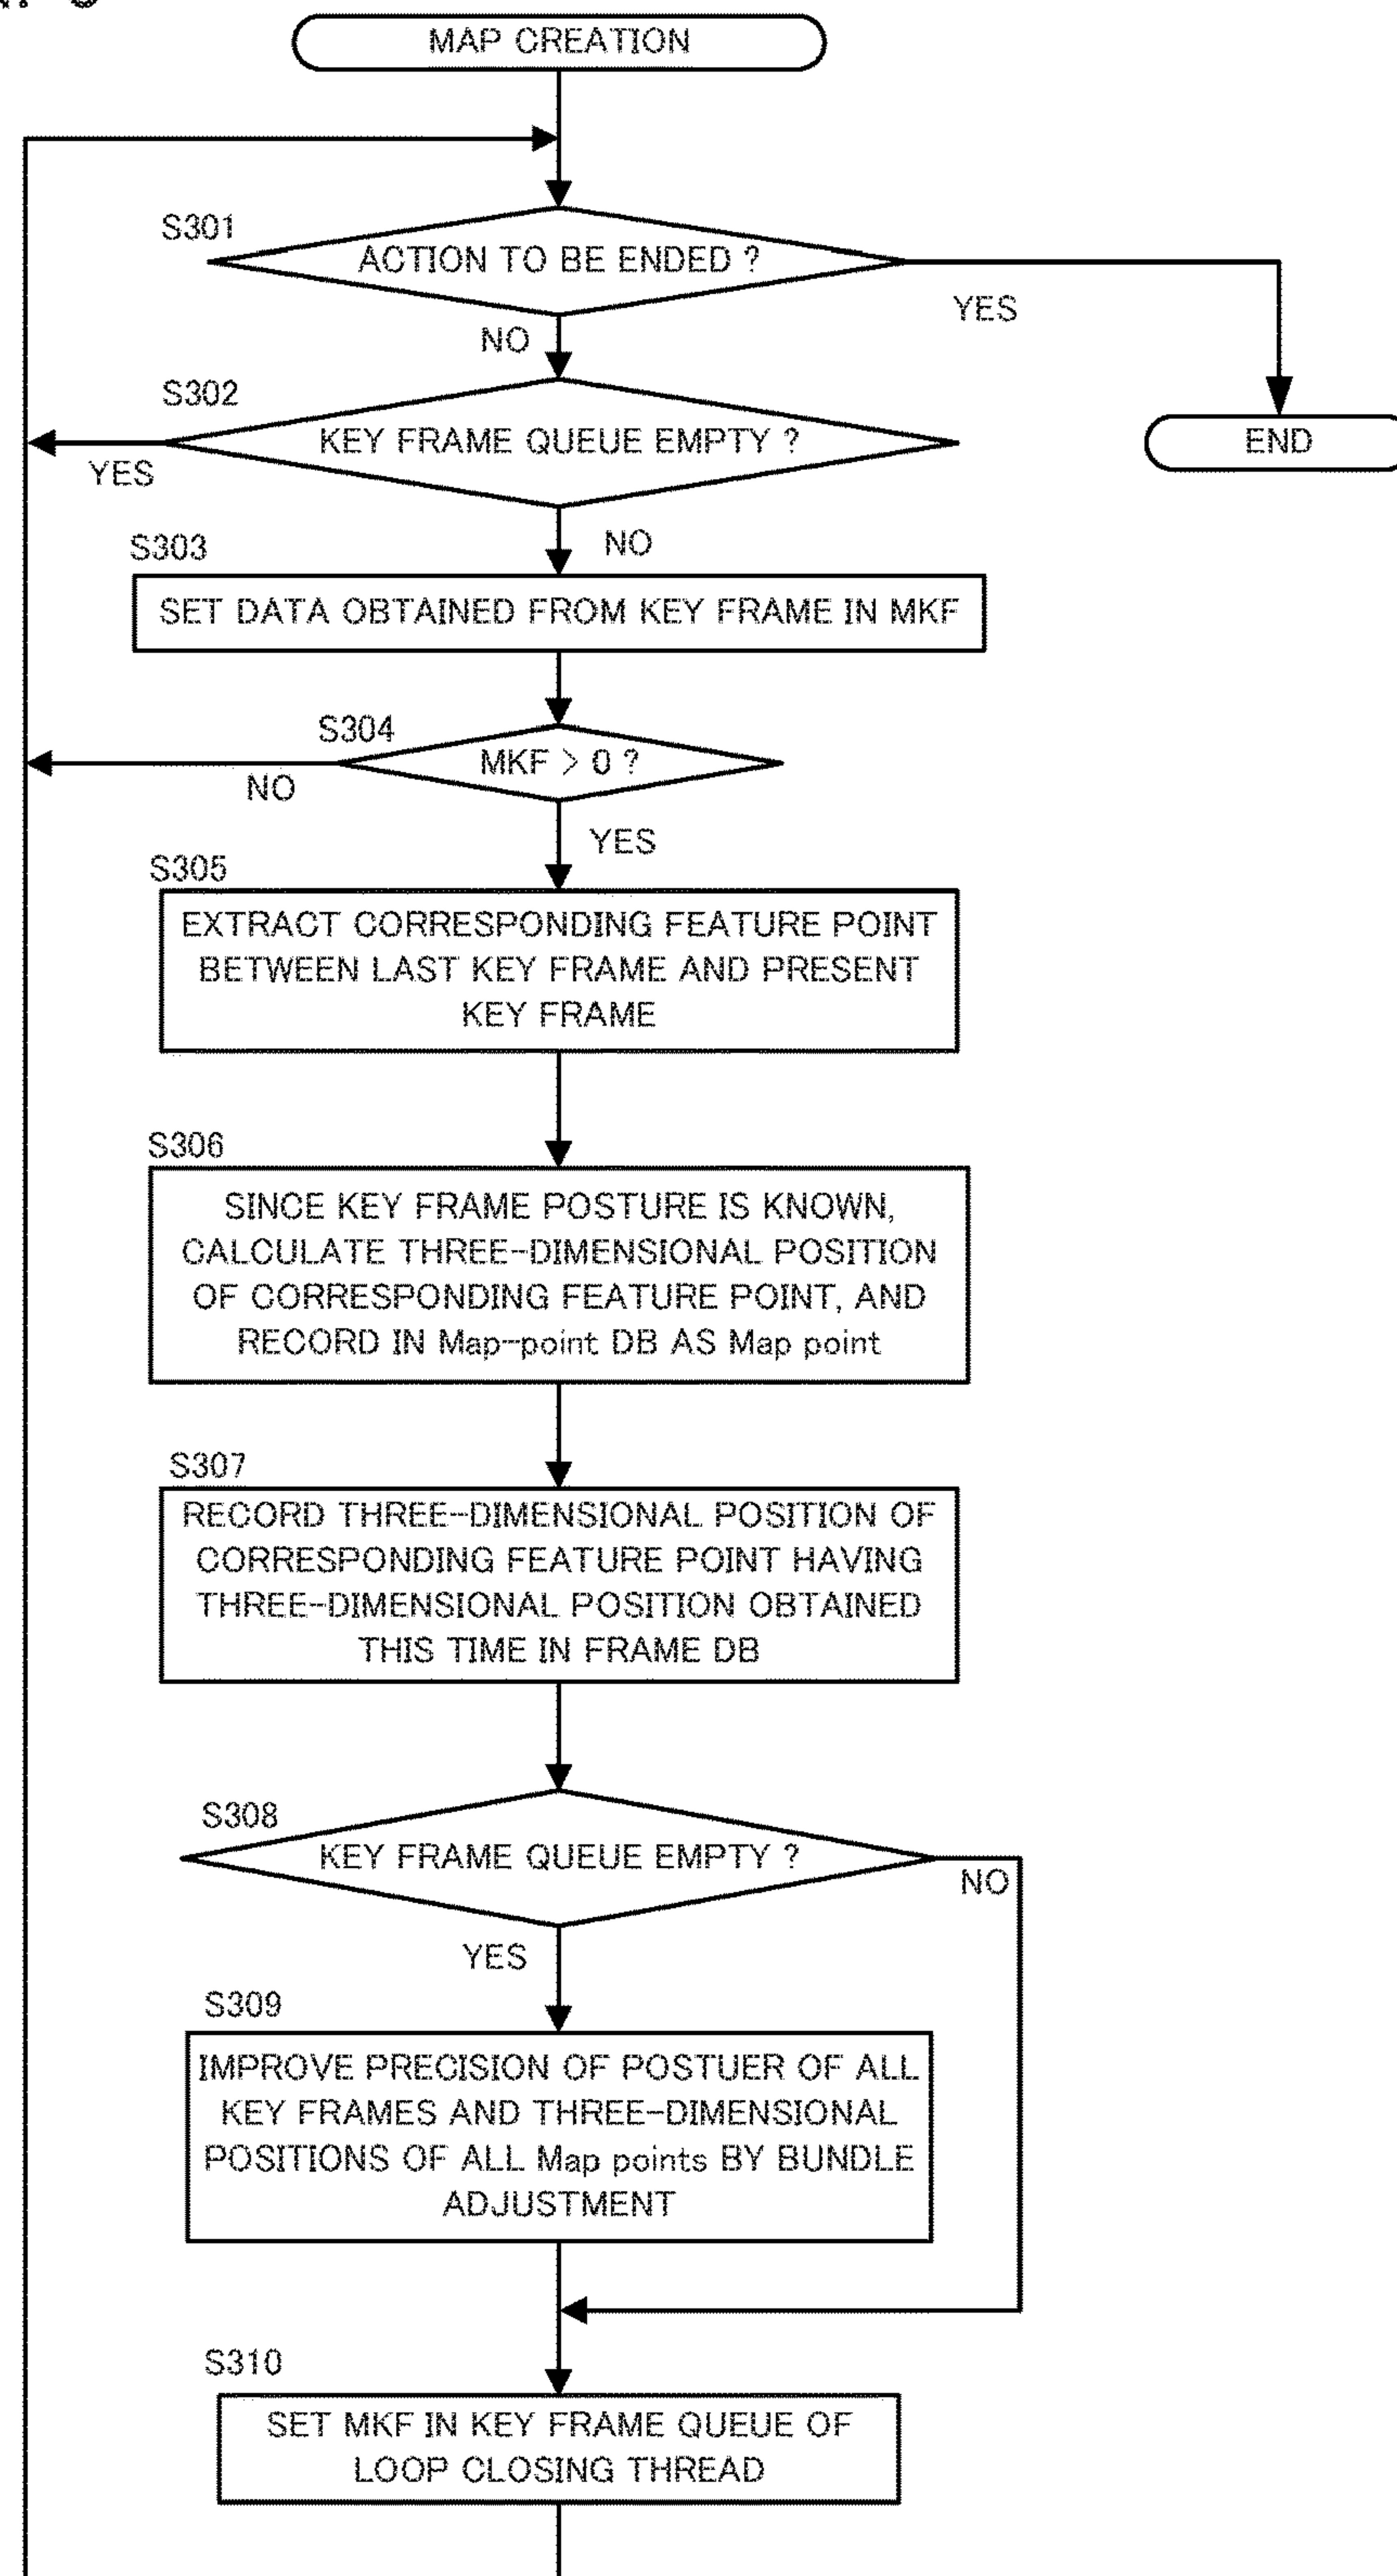 MAP CREATION
S301
ACTION TO BE ENDED ?
YES
NO
S302
KEY FRAME QUEUE EMPTY ?
END
YES
NO
S303
SET DATA OBTAINED FROM KEY FRAME IN MKF
S304
MKF > 0 ?
NO
YES
S305
EXTRACT CORRESPONDING FEATURE POINT
BETWEEN LAST KEY FRAME AND PRESENT
KEY FRAME
S306
SINCE KEY FRAME POSTURE IS KNOWN,
CALCULATE THREE-DIMENSIONAL POSITION
OF CORRESPONDING FEATURE POINT, AND
RECORD IN Map-point DB AS Map point
S307
RECORD THREE-DIMENSIONAL POSITION OF
CORRESPONDING FEATURE POINT HAVING
THREE-DIMENSIONAL POSITION OBTAINED
THIS TIME IN FRAME DB
S308
KEY FRAME QUEUE EMPTY ?
NO
YES
S309
IMPROVE PRECISION OF POSTUER OF ALL
KEY FRAMES AND THREE-DIMENSIONAL
POSITIONS OF ALL Map points BY BUNDLE
ADJUSTMENT
S310
SET MKF IN KEY FRAME QUEUE OF
LOOP CLOSING THREAD